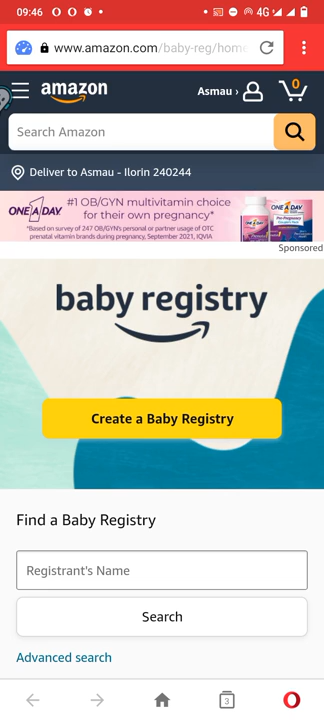 09:46
4G
www.amazon.com/baby-reg/home
amazon
Asmau ›
0
Search Amazon
Deliver to Asmau - Ilorin 240244
ONE A DAY
#1 OB/GYN multivitamin choice
for their own pregnancy*
*Based on survey of 247 OB/GYN's personal or partner usage of OTC
prenatal vitamin brands during pregnancy, September 2021, IQVIA
ONE A DAY
Sponsored
baby registry
Create a Baby Registry
Find a Baby Registry
Registrant's Name
Search
Advanced search
3